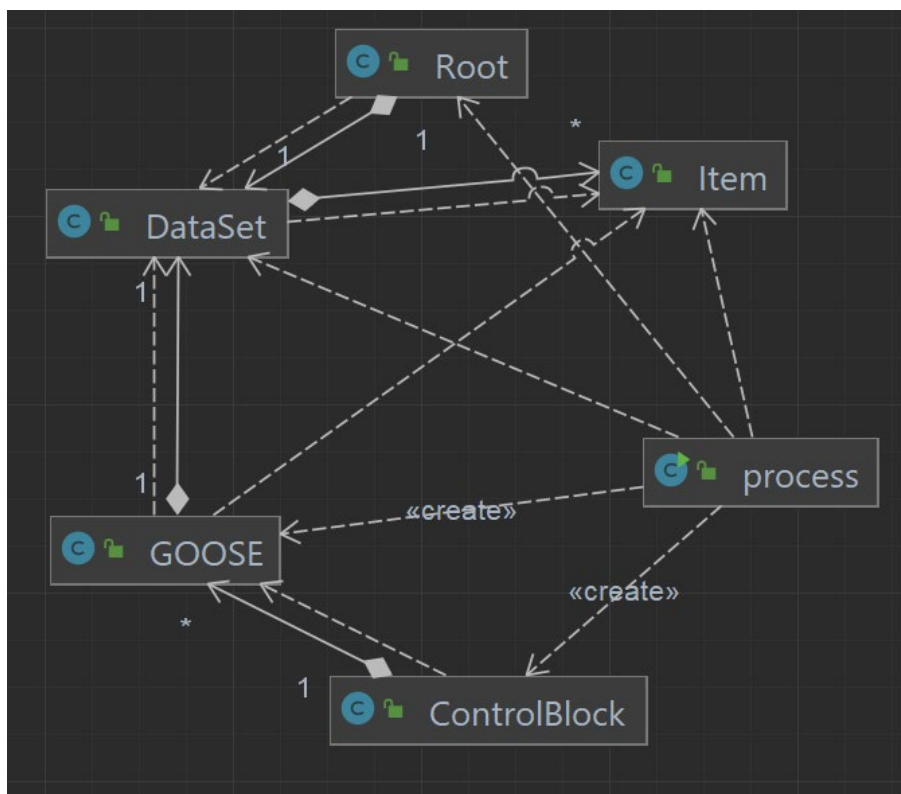 C Root
*
1
1
C Item
C DataSet
1
C process
1
«create»
C GOOSE
«create»
*
1
C ControlBlock